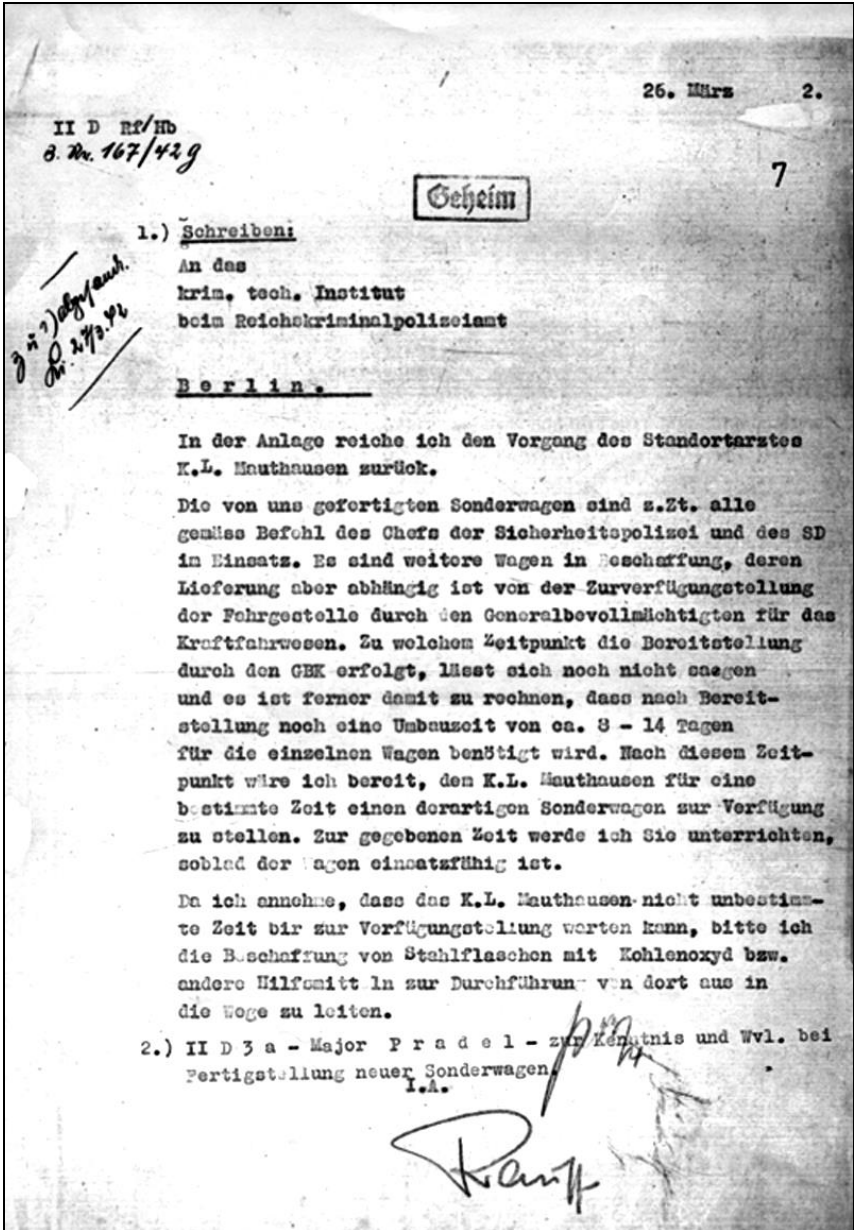 26. März 2.
II D Rf/Hb
B. Nr. 167/42 g
7
Geheim
1.) Schreiben:
An das
krim. tech. Institut
beim Reichskriminalpolizeiamt
27/3.42
Berlin.
In der Anlage reiche ich den Vorgang des Standortarztes
K.L. Mauthausen zurück.
Die von uns gefertigten Sonderwagen sind z.Zt. alle
gemäss Befehl des Chefs der Sicherheitspolizei und des SD
im Einsatz. Es sind weitere Wagen in Beschaffung, deren
Lieferung aber abhängig ist von der Zurverfügungstellung
der Fahrgestelle durch den Generalbevollmächtigten für das
Kraftfahrwesen. Zu welchem Zeitpunkt die Bereitstellung
durch den GBK erfolgt, lässt sich noch nicht saegen
und es ist ferner damit zu rechnen, dass nach Bereit-
stellung noch eine Umbauzeit von ca. 8 - 14 Tagen
für die einzelnen Wagen benötigt wird. Nach diesem Zeit-
punkt wäre ich bereit, dem K.L. Mauthausen für eine
bestimmte Zeit einen derartigen Sonderwagen zur Verfügung
zu stellen. Zur gegebenen Zeit werde ich Sie unterrichten,
soblad der Wagen einsatzfähig ist.
Da ich annehme, dass das K.L. Mauthausen nicht unbestimm-
te Zeit bir zur Verfügungstellung warten kann, bitte ich
die Beschaffung von Stahlflaschen mit Kohlenoxyd bzw.
andere Hilfsmitteln zur Durchführung von dort aus in
die Wege zu leiten.
2.) II D 3 a - Major Pradel - zur Kenntnis und Wvl. bei
Fertigstellung neuer Sonderwagen.
I.A.
Rauff